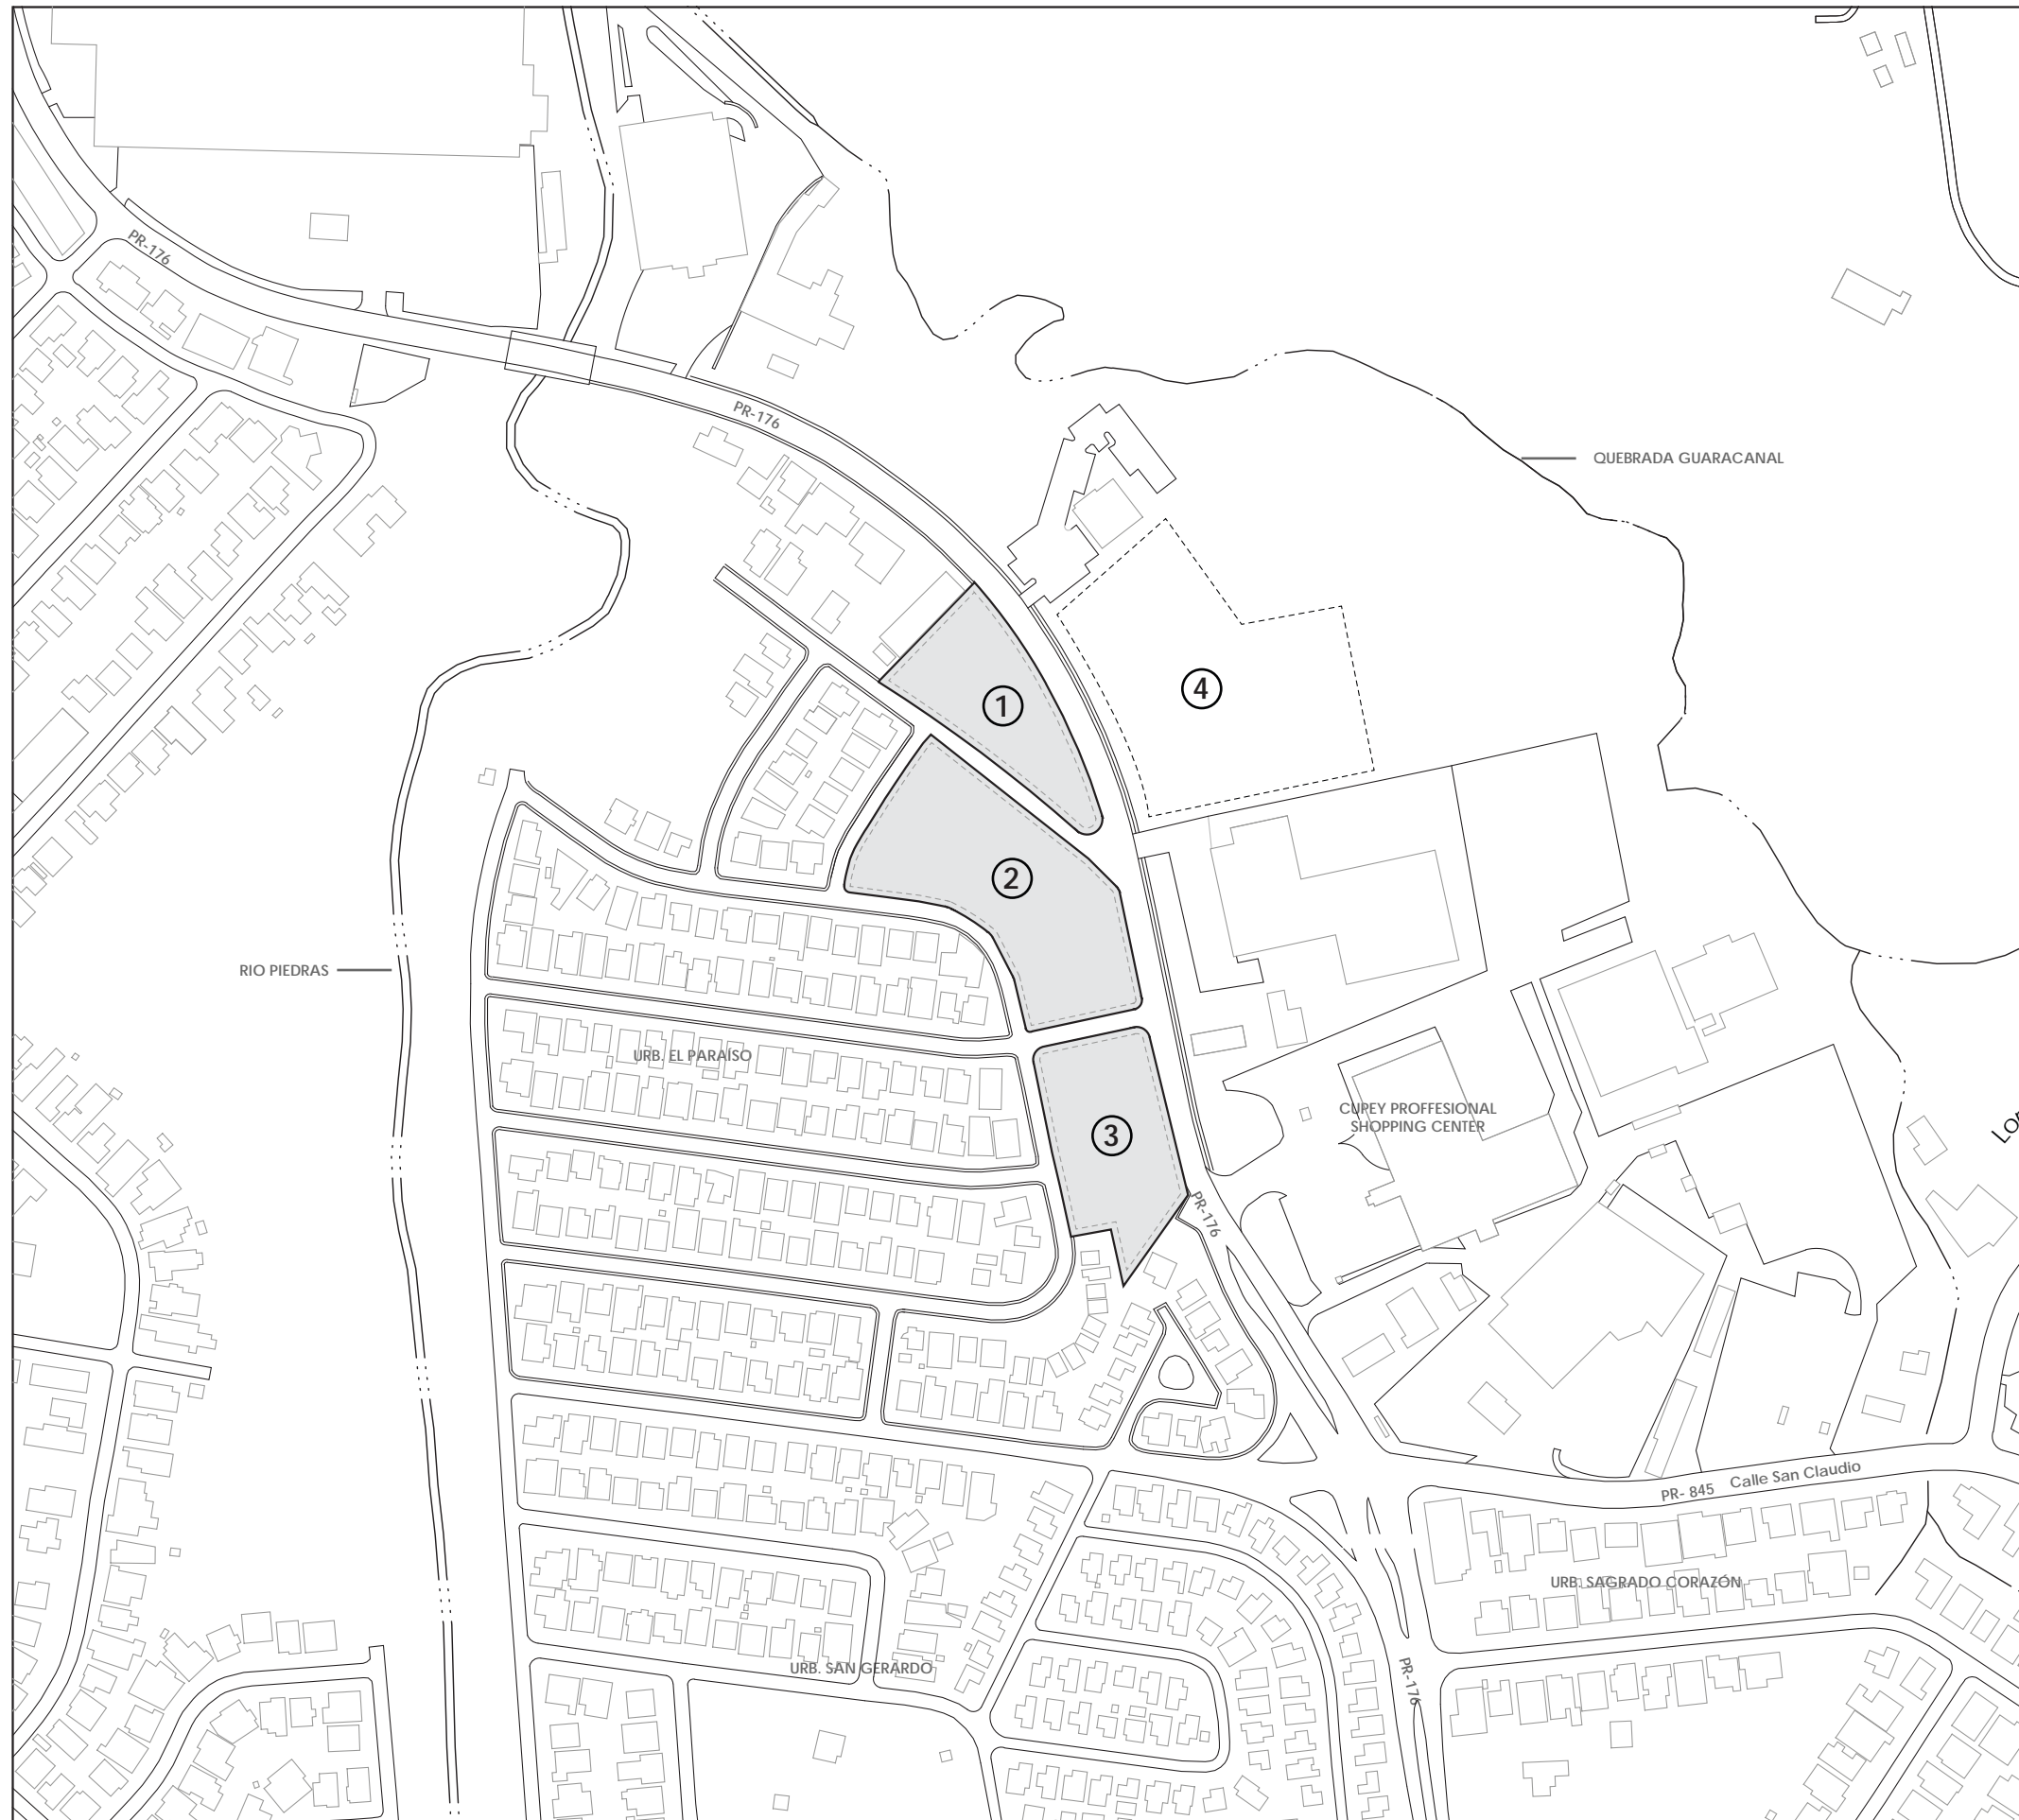 PR-176
PR-176
QUEBRADA GUARACANAL
1
4
2
RIO PIEDRAS
URB. EL PARAÍSO
CUPEY PROFFESIONAL
SHOPPING CENTER
3
PR-176
PR- 845 Calle San Claudio
URB. SAGRADO CORAZÓN
URB. SAN GERARDO
PR-176